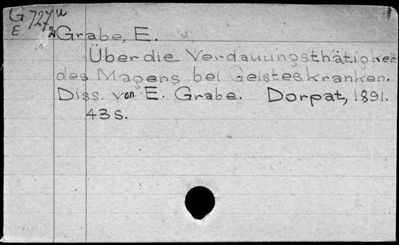 G 727 u
E
Grabe, E.
Über die Verdauungsthätigkeit
des Magens bei Geisteskranken.
Diss. von E. Grabe. Dorpat, 1891.
43 S.